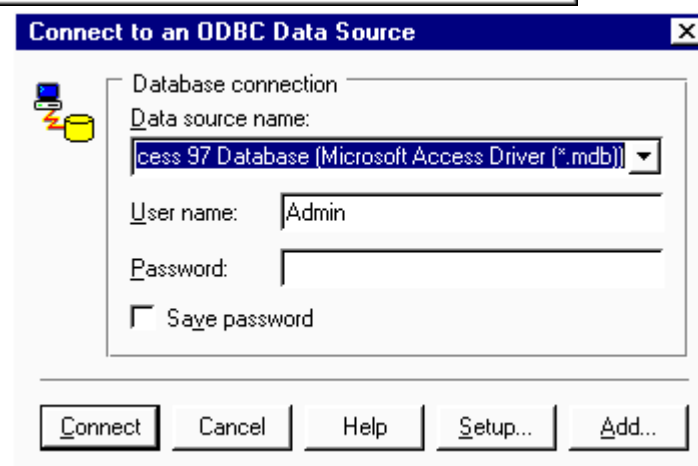 Connect to an ODBC Data Source
Database connection
Data source name:
cess 97 Database (Microsoft Access Driver (*.mdb))
User name: Admin
Password:
Save password
Connect Cancel Help Setup... Add...